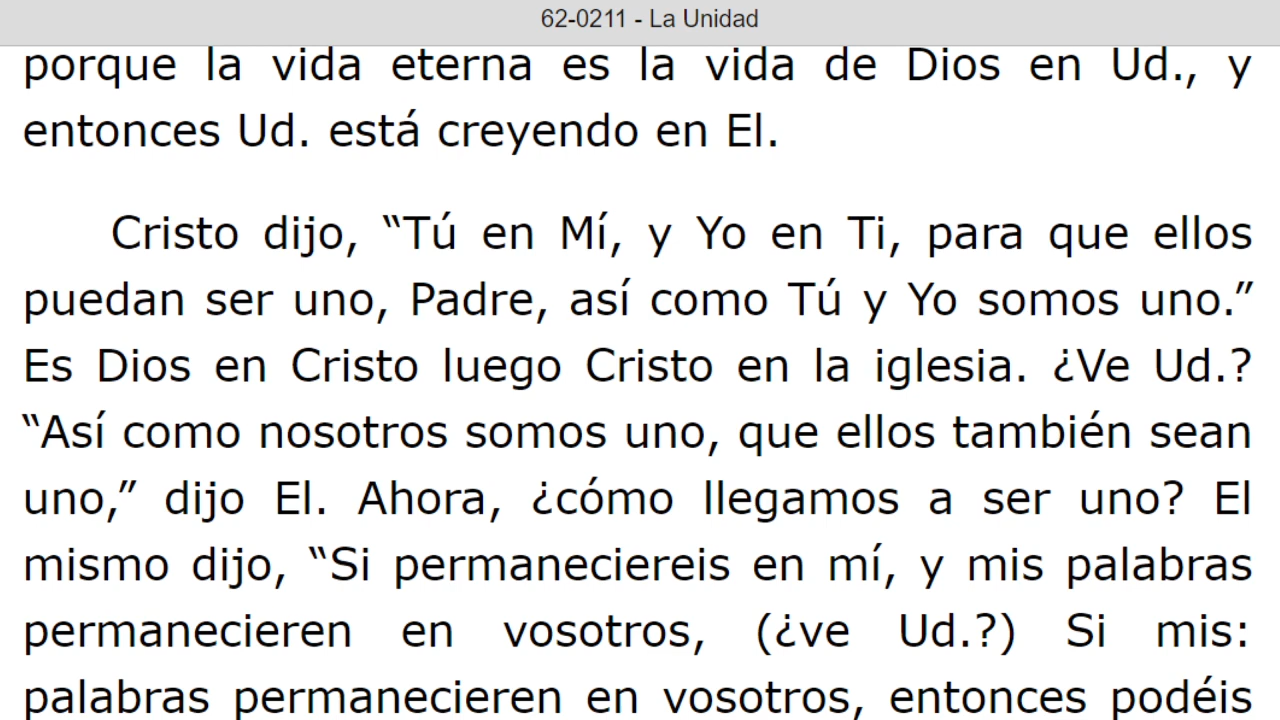 62-0211 - La Unidad
porque la vida eterna es la vida de Dios en Ud., y
entonces Ud. está creyendo en El.
Cristo dijo, “Tú en Mí, y Yo en Ti, para que ellos
puedan ser uno, Padre, así como Tú y Yo somos uno.”
Es Dios en Cristo luego Cristo en la iglesia. ¿Ve Ud.?
“Así como nosotros somos uno, que ellos también sean
uno,” dijo El. Ahora, ¿cómo llegamos a ser uno? El
mismo dijo, “Si permaneciereis en mí, y mis palabras
permanecieren en vosotros, (¿ve Ud.?) Si mis:
palabras permanecieren en vosotros, entonces podéis